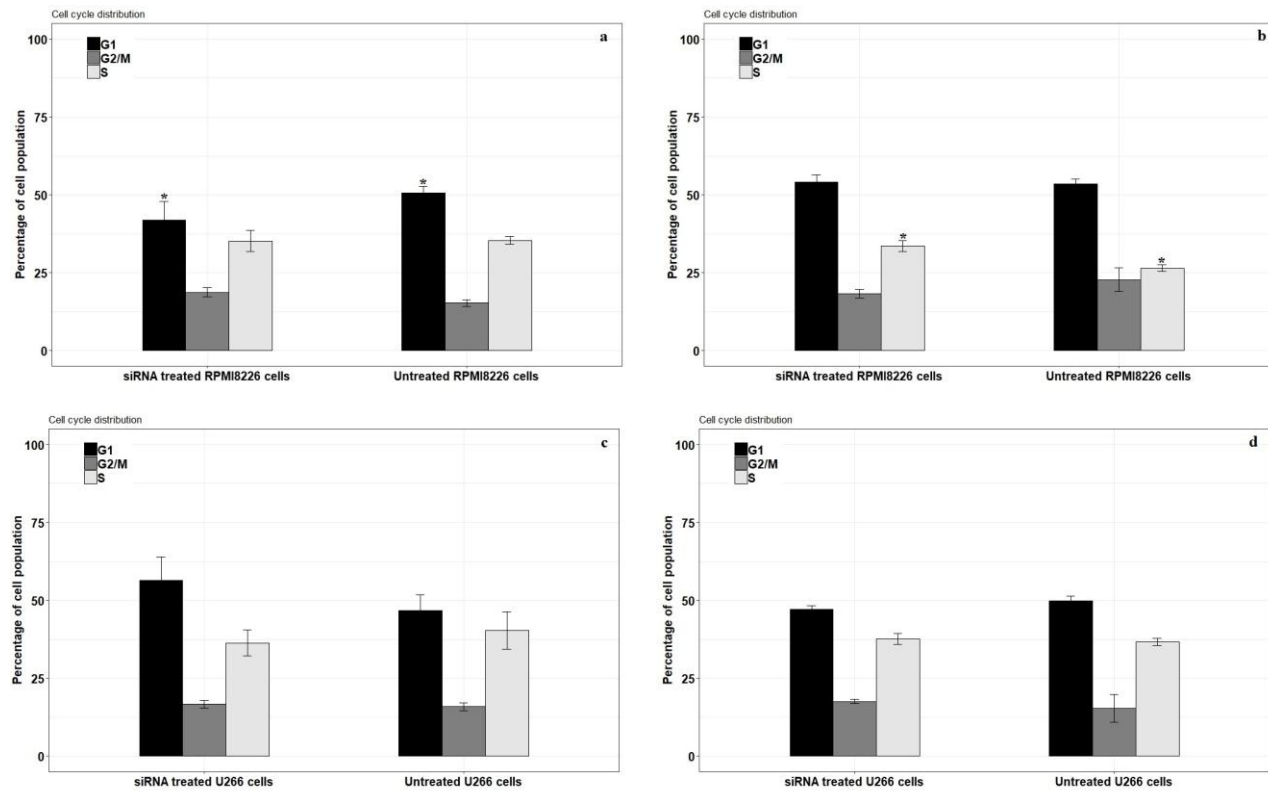 Cell cycle distribution
a
100
75
50
25
0
Percentage of cell population
G1
G2/M
S
*
*
siRNA treated RPMI8226 cells
Untreated RPMI8226 cells
Cell cycle distribution
b
100
75
50
25
0
Percentage of cell population
G1
G2/M
S
*
*
siRNA treated RPMI8226 cells
Untreated RPMI8226 cells
Cell cycle distribution
c
100
75
50
25
0
Percentage of cell population
G1
G2/M
S
siRNA treated U266 cells
Untreated U266 cells
Cell cycle distribution
d
100
75
50
25
0
Percentage of cell population
G1
G2/M
S
siRNA treated U266 cells
Untreated U266 cells